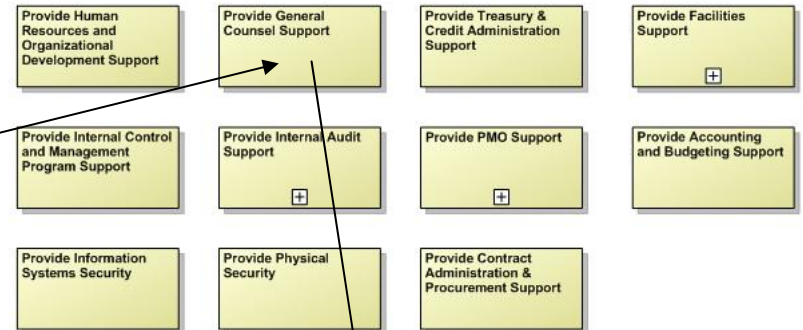 Provide Human
Resources and
Organizational
Development Support
Provide General
Counsel Support
Provide Treasury &
Credit Administration
Support
Provide Facilities
Support
Provide Internal Control
and Management
Program Support
Provide Internal Audit
Support
Provide PMO Support
Provide Accounting
and Budgeting Support
Provide Information
Systems Security
Provide Physical
Security
Provide Contract
Administration &
Procurement Support